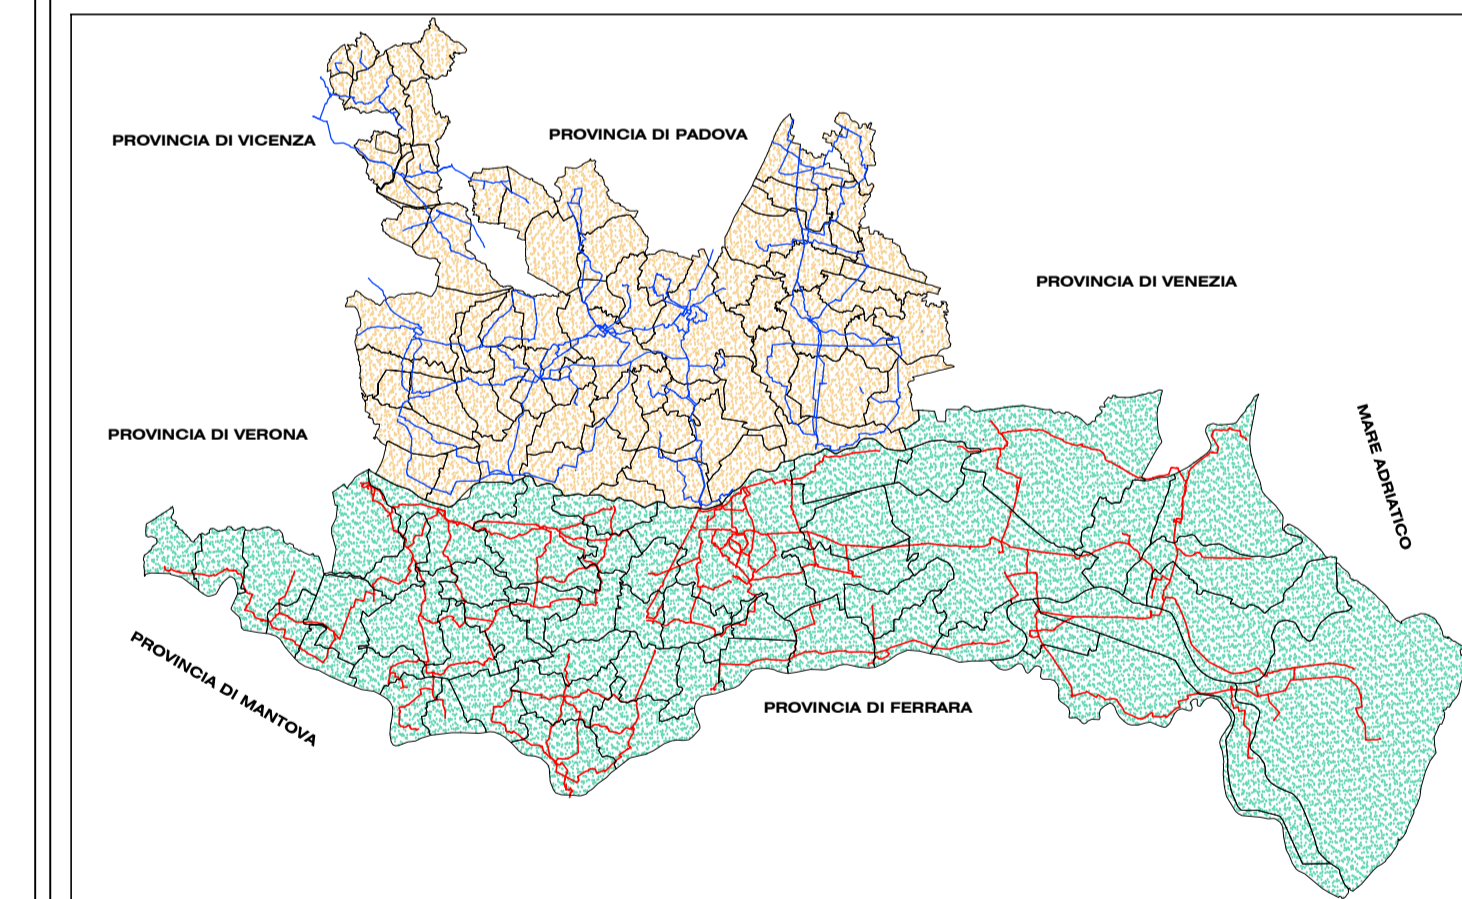 PROVINCIA DI VICENZA
PROVINCIA DI PADOVA
PROVINCIA DI VENEZIA
PROVINCIA DI VERONA
MARE ADRIATICO
PROVINCIA DI MANTOVA
PROVINCIA DI FERRARA